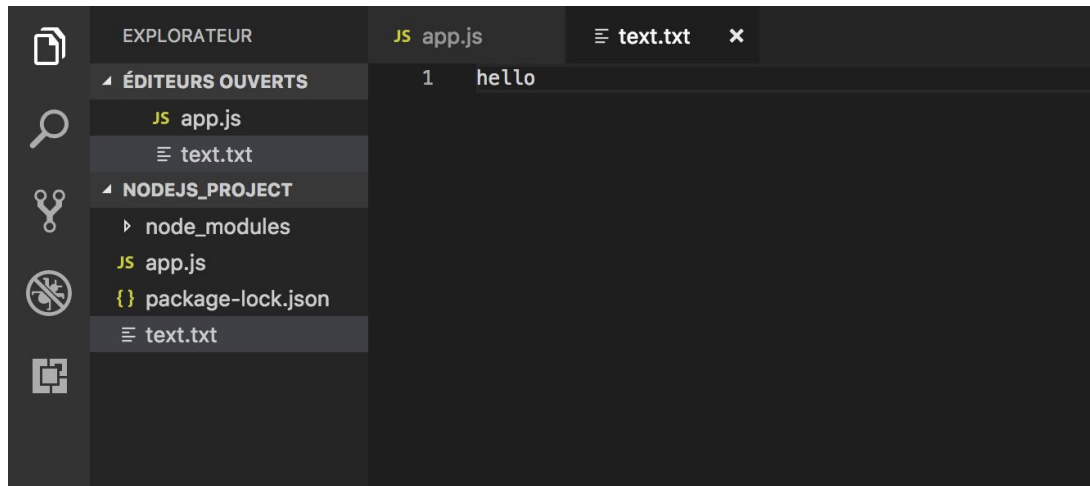 EXPLORATEUR
ÉDITEURS OUVERTS
JS app.js
text.txt
NODEJS_PROJECT
node_modules
JS app.js
{} package-lock.json
text.txt
JS app.js text.txt ×
1 hello